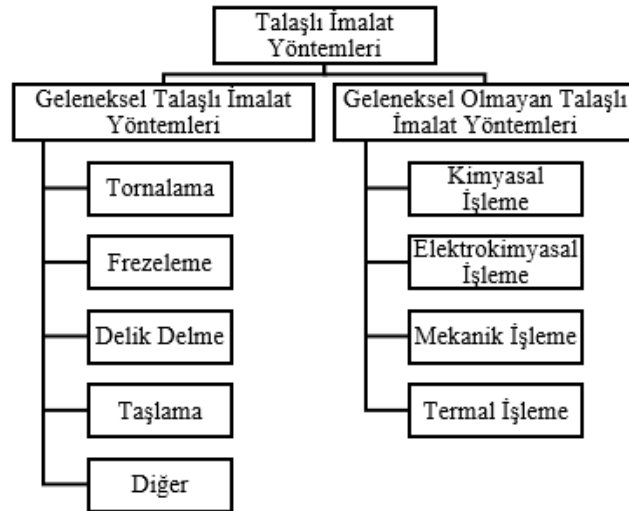 Talaşlı İmalat
Yöntemleri
Geleneksel Talaşlı İmalat
Yöntemleri
Tornalama
Frezeleme
Delik Delme
Taşlama
Diğer
Geleneksel Olmayan Talaşlı
İmalat Yöntemleri
Kimyasal
İşleme
Elektrokimyasal
İşleme
Mekanik İşleme
Termal İşleme